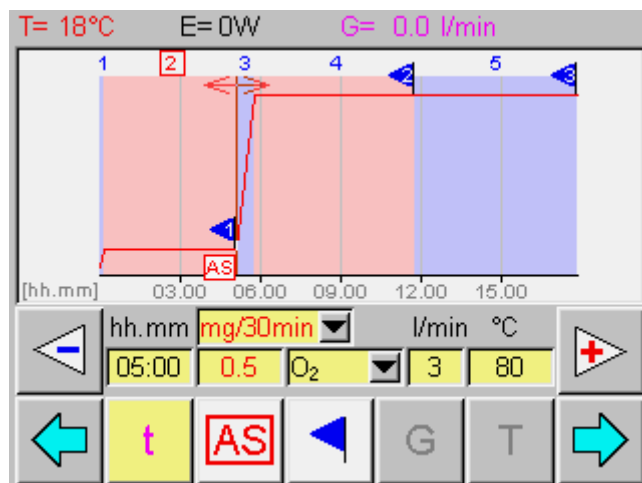 T= 18°C E= 0W G= 0.0 l/min
1 2 3 4 5
2 3
1
AS
[hh.mm] 03.00 06.00 09.00 12.00 15.00
hh.mm mg/30min l/min °C
- +
05:00 0.5 O₂ 3 80
t AS G T